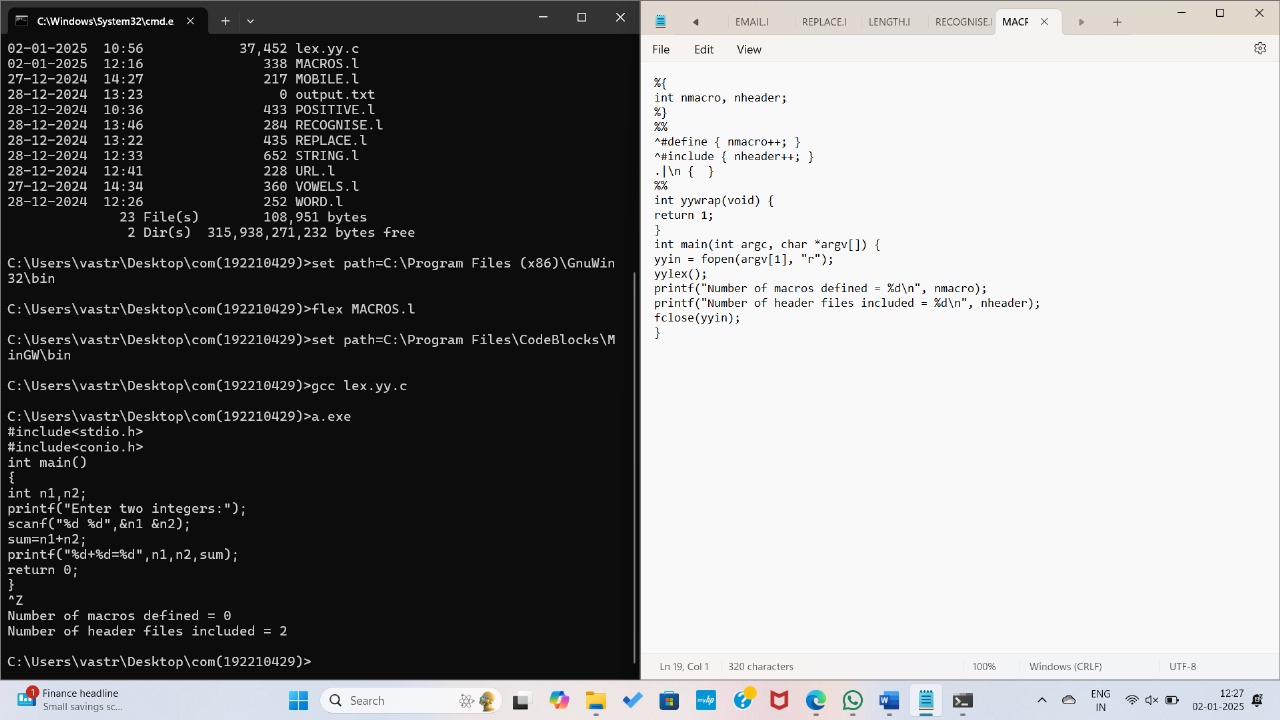 C:\Windows\System32\cmd.e
02-01-2025 10:56 37,452 lex.yy.c
02-01-2025 12:16 338 MACROS.l
27-12-2024 14:27 217 MOBILE.l
28-12-2024 13:23 0 output.txt
28-12-2024 10:36 433 POSITIVE.l
28-12-2024 13:46 284 RECOGNISE.l
28-12-2024 13:22 435 REPLACE.l
28-12-2024 12:33 652 STRING.l
28-12-2024 12:41 228 URL.l
27-12-2024 14:34 360 VOWELS.l
28-12-2024 12:26 252 WORD.l
23 File(s) 108,951 bytes
2 Dir(s) 315,938,271,232 bytes free
C:\Users\vastr\Desktop\com(192210429)>set path=C:\Program Files (x86)\GnuWin
32\bin
C:\Users\vastr\Desktop\com(192210429)>flex MACROS.l
C:\Users\vastr\Desktop\com(192210429)>set path=C:\Program Files\CodeBlocks\M
inGW\bin
C:\Users\vastr\Desktop\com(192210429)>gcc lex.yy.c
C:\Users\vastr\Desktop\com(192210429)>a.exe
#include<stdio.h>
#include<conio.h>
int main()
{
int n1,n2;
printf("Enter two integers:");
scanf("%d %d",&n1 &n2);
sum=n1+n2;
printf("%d+%d=%d",n1,n2,sum);
return 0;
}
^Z
Number of macros defined = 0
Number of header files included = 2
C:\Users\vastr\Desktop\com(192210429)>
EMAIL.l REPLACE.l LENGTH.l RECOGNISE.l MACF
File Edit View
%{
int nmacro, nheader;
%}
%%
^#define { nmacro++; }
^#include { nheader++; }
.|\n { }
%%
int yywrap(void) {
return 1;
}
int main(int argc, char *argv[]) {
yyin = fopen(argv[1], "r");
yylex();
printf("Number of macros defined = %d\n", nmacro);
printf("Number of header files included = %d\n", nheader);
fclose(yyin);
}
Ln 19, Col 1 320 characters 100% Windows (CRLF) UTF-8
1
Finance headline
Small savings sc...
Search
hp
ENG
IN
12:27
02-01-2025